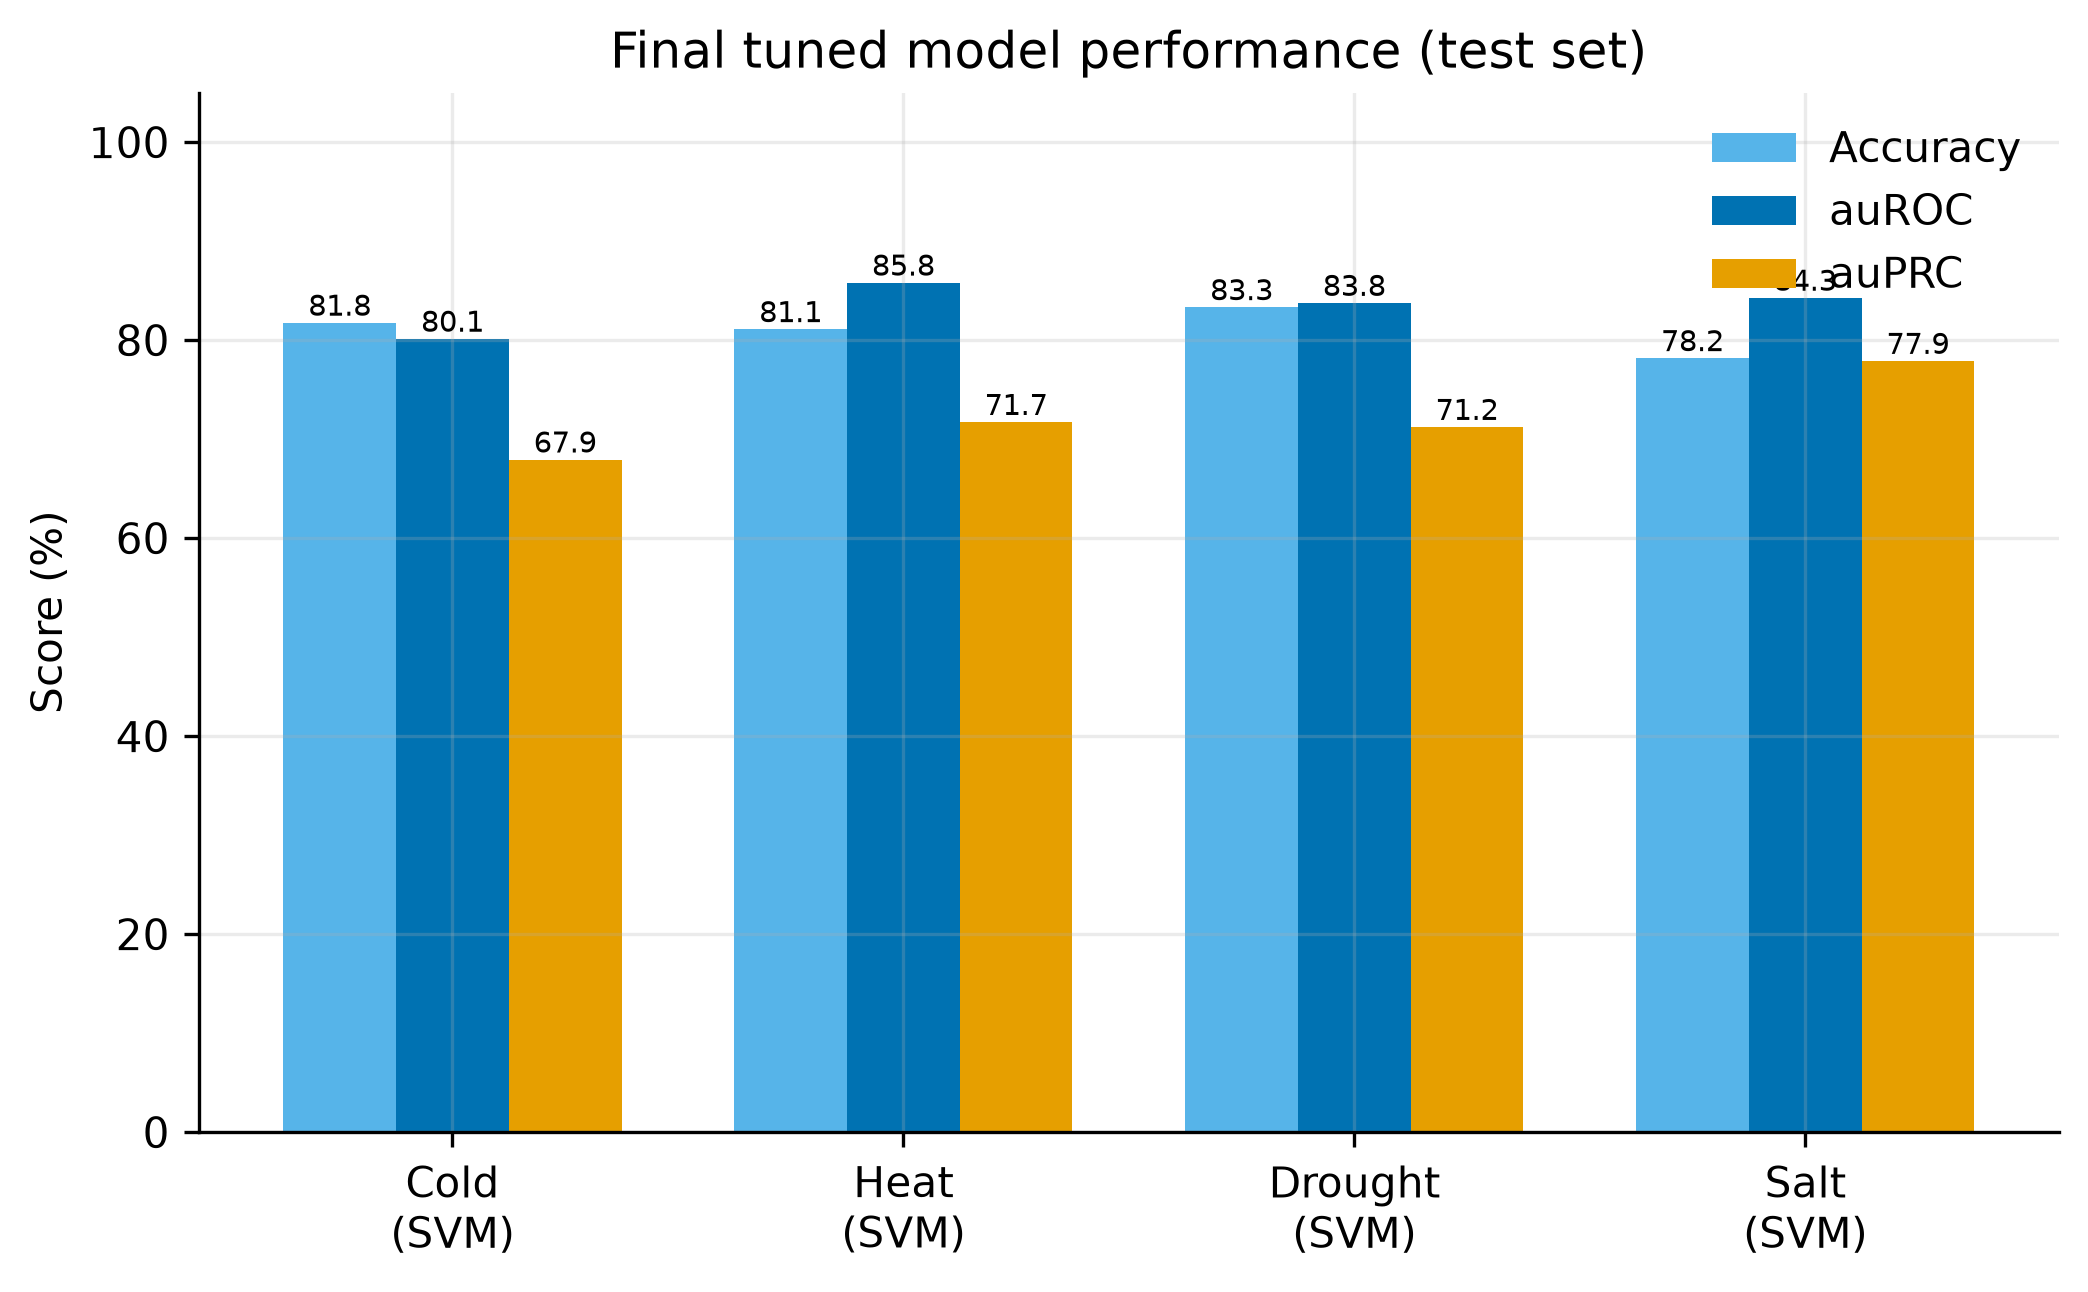 Final tuned model performance (test set)
Score (%)
100
80
60
40
20
0
Accuracy
auROC
auPRC
81.8
80.1
67.9
81.1
85.8
71.7
83.3
83.8
71.2
78.2
84.3
77.9
Cold
(SVM)
Heat
(SVM)
Drought
(SVM)
Salt
(SVM)